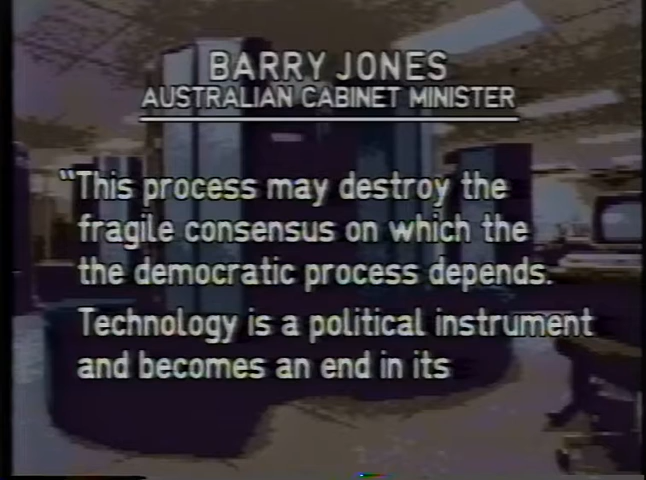 BARRY JONES
AUSTRALIAN CABINET MINISTER
"This process may destroy the
fragile consensus on which the
the democratic process depends.
Technology is a political instrument
and becomes an end in its